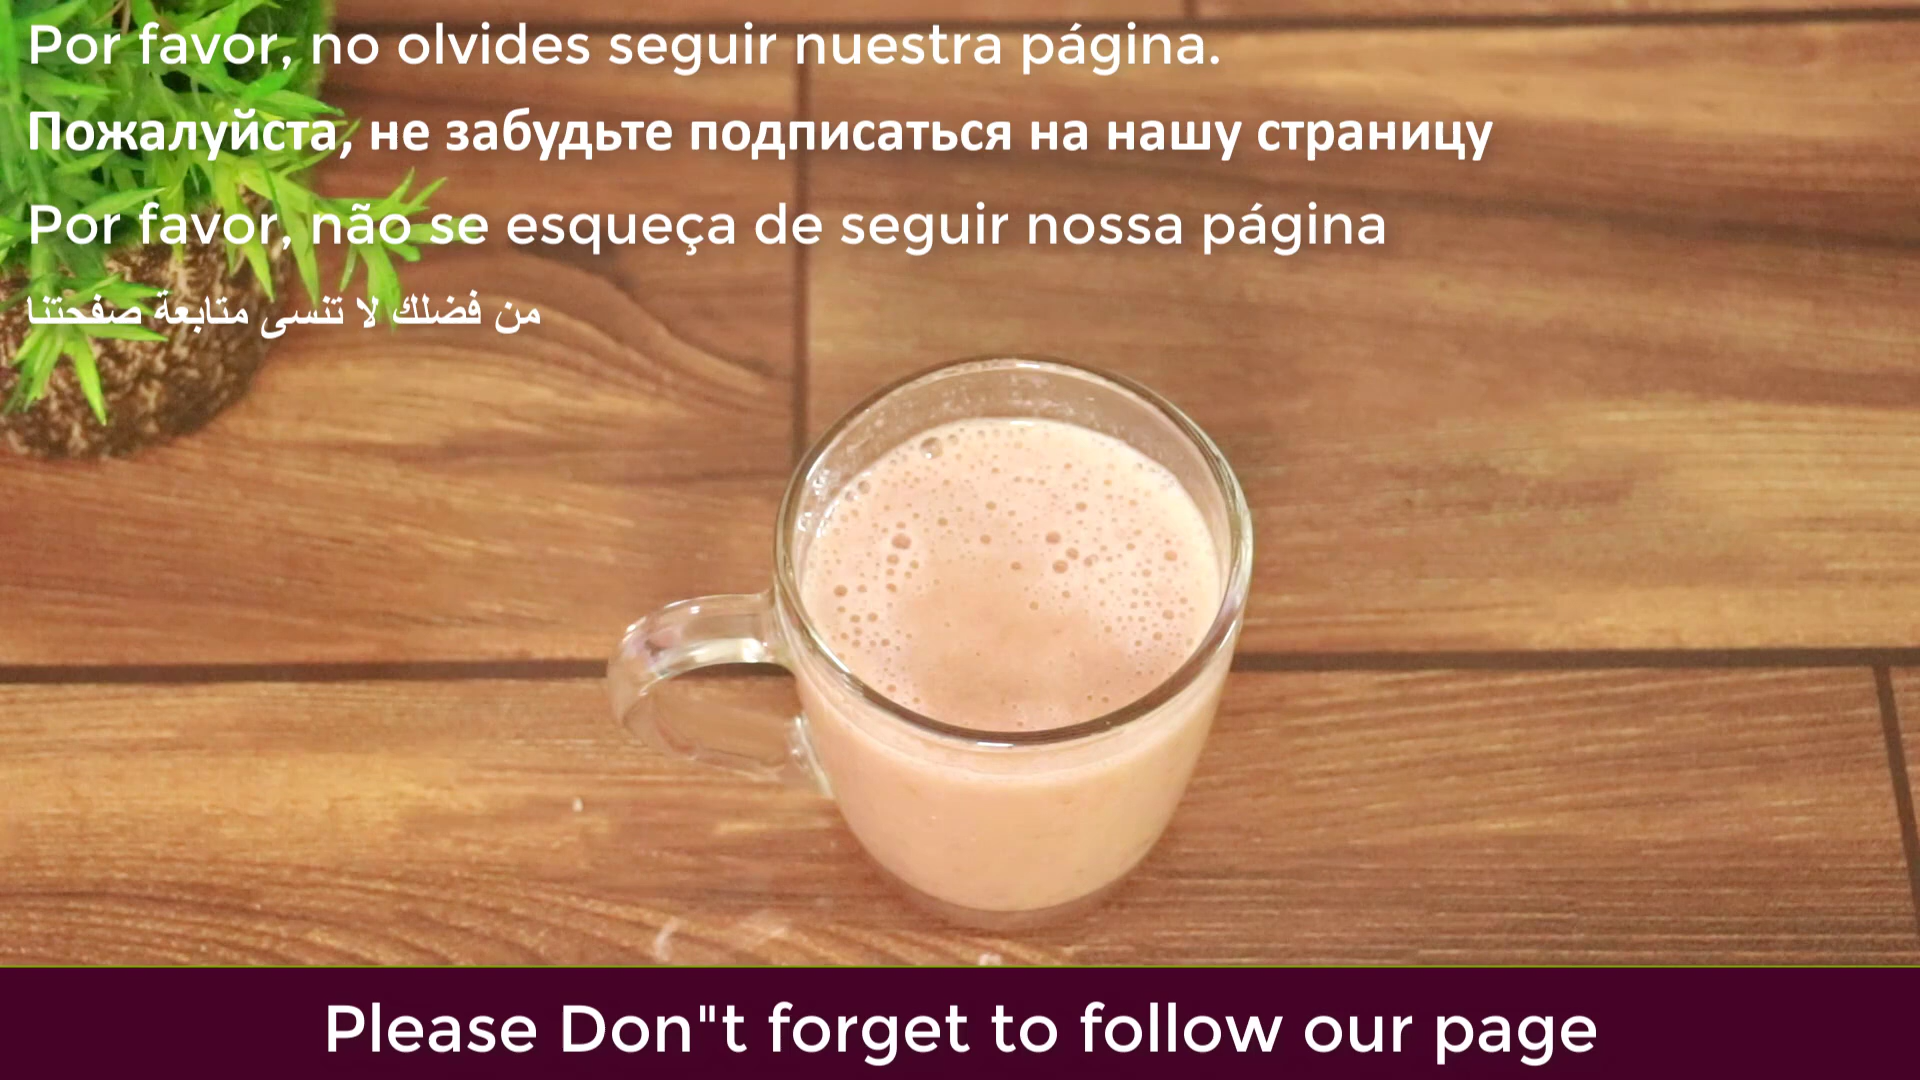 Por favor, no olvides seguir nuestra página.
Пожалуйста, не забудьте подписаться на нашу страницу
Por favor, não se esqueça de seguir nossa página
من فضلك لا تنسى متابعة صفحتنا
Please Don"t forget to follow our page